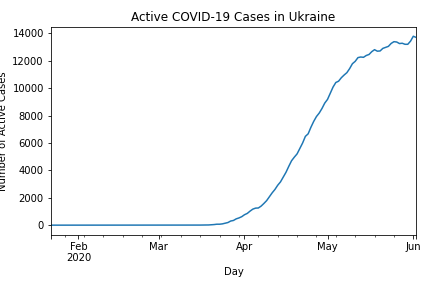 Active COVID-19 Cases in Ukraine
14000
12000
10000
8000
6000
4000
2000
0
Number of Active Cases
Feb
2020
Mar
Apr
May
Jun
Day